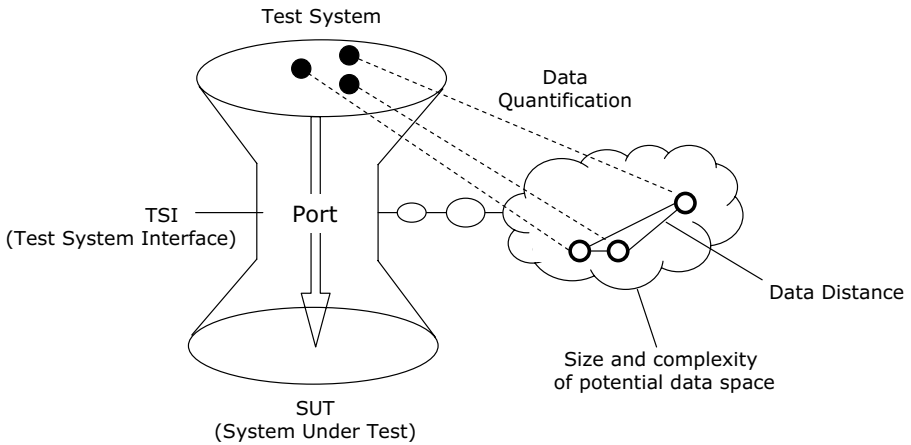 Test System
Data
Quantification
TSI
(Test System Interface)
Port
Data Distance
Size and complexity
of potential data space
SUT
(System Under Test)